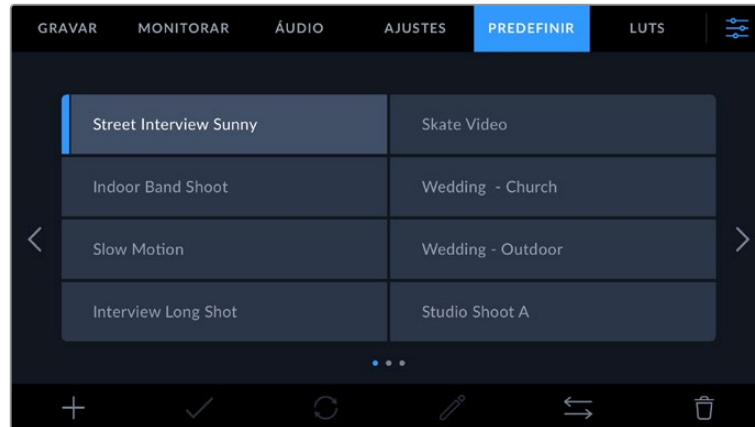 GRAVAR MONITORAR ÁUDIO AJUSTES PREDEFINIR LUTS
Street Interview Sunny Skate Video
Indoor Band Shoot Wedding - Church
Slow Motion Wedding - Outdoor
Interview Long Shot Studio Shoot A